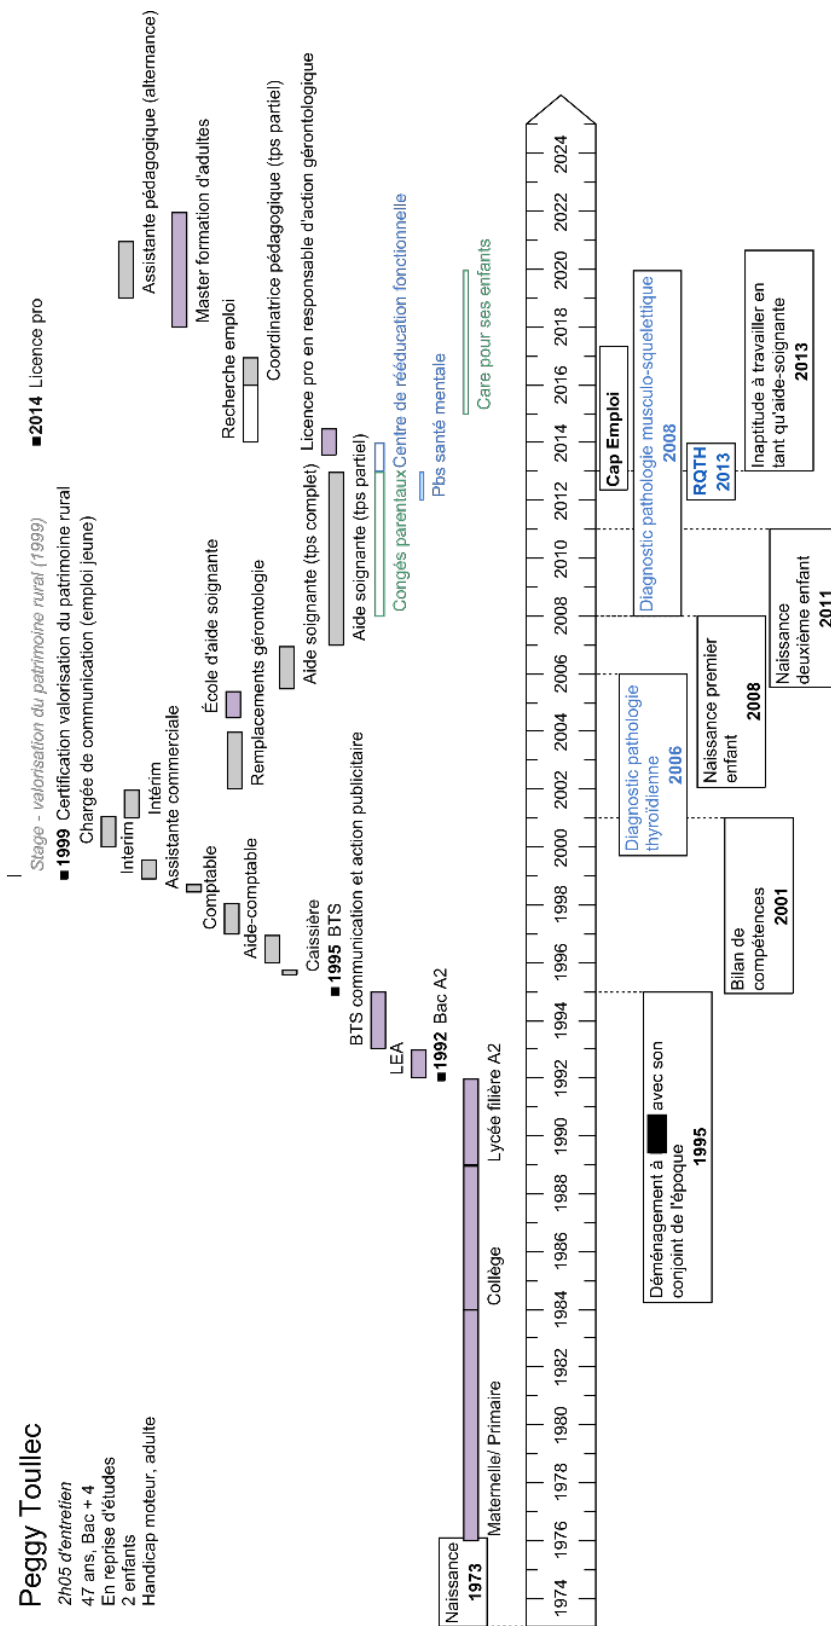 Peggy Toullec
2h05 d'entretien
47 ans, Bac + 4
En reprise d'études
2 enfants
Handicap moteur, adulte
Stage - valorisation du patrimoine rural (1999)
■1999 Certification valorisation du patrimoine rural
■2014 Licence pro
Chargée de communication (emploi jeune)
Interim
Intérim
Assistante commerciale
Comptable
Aide-comptable
Caissière
■1995 BTS
BTS communication et action publicitaire
LEA
■1992 Bac A2
Assistante pédagogique (alternance)
Master formation d'adultes
Recherche emploi
Coordinatrice pédagogique (tps partiel)
École d'aide soignante
Remplacements gérontologie
Aide soignante (tps complet)
Licence pro en responsable d'action gérontologique
Aide soignante (tps partiel)
Congés parentaux
Centre de rééducation fonctionnelle
Pbs santé mentale
Care pour ses enfants
Naissance
1973
Maternelle/ Primaire
Collège
Lycée filière A2
1974
1976
1978
1980
1982
1984
1986
1988
1990
1992
1994
1996
1998
2000
2002
2004
2006
2008
2010
2012
2014
2016
2018
2020
2022
2024
Déménagement à
avec son
conjoint de l'époque
1995
Bilan de
compétences
2001
Diagnostic pathologie
thyroïdienne
2006
Naissance premier
enfant
2008
Naissance
deuxième enfant
2011
Cap Emploi
Diagnostic pathologie musculo-squelettique
2008
RQTH
2013
Inaptitude à travailler en
tant qu'aide-soignante
2013